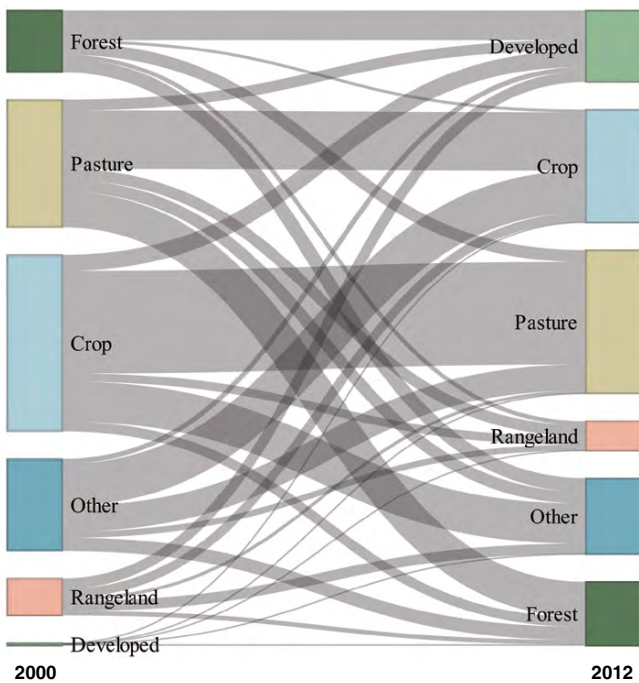 Forest
Pasture
Crop
Other
Rangeland
Developed
2000
Developed
Crop
Pasture
Rangeland
Other
Forest
2012